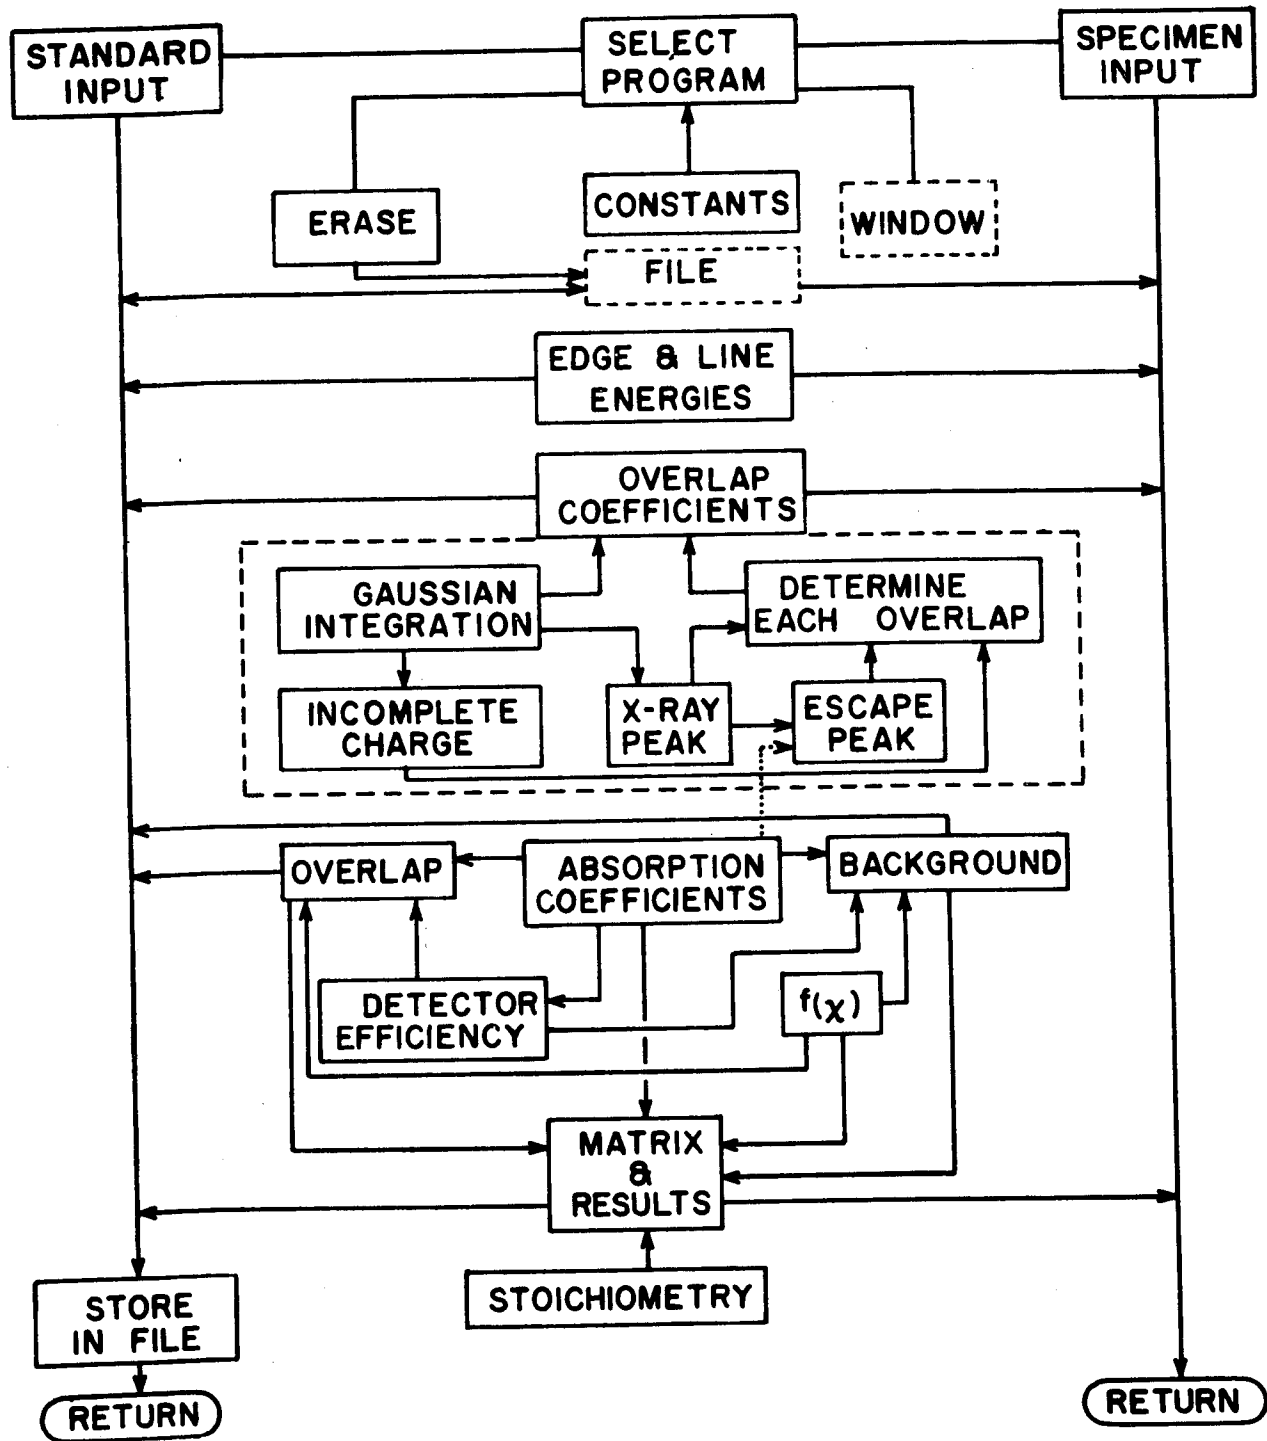 STANDARD
INPUT
SELECT
PROGRAM
SPECIMEN
INPUT
ERASE
CONSTANTS
WINDOW
FILE
EDGE & LINE
ENERGIES
OVERLAP
COEFFICIENTS
GAUSSIAN
INTEGRATION
DETERMINE
EACH OVERLAP
INCOMPLETE
CHARGE
X-RAY
PEAK
ESCAPE
PEAK
OVERLAP
ABSORPTION
COEFFICIENTS
BACKGROUND
DETECTOR
EFFICIENCY
f(χ)
MATRIX
&
RESULTS
STOICHIOMETRY
STORE
IN FILE
RETURN
RETURN